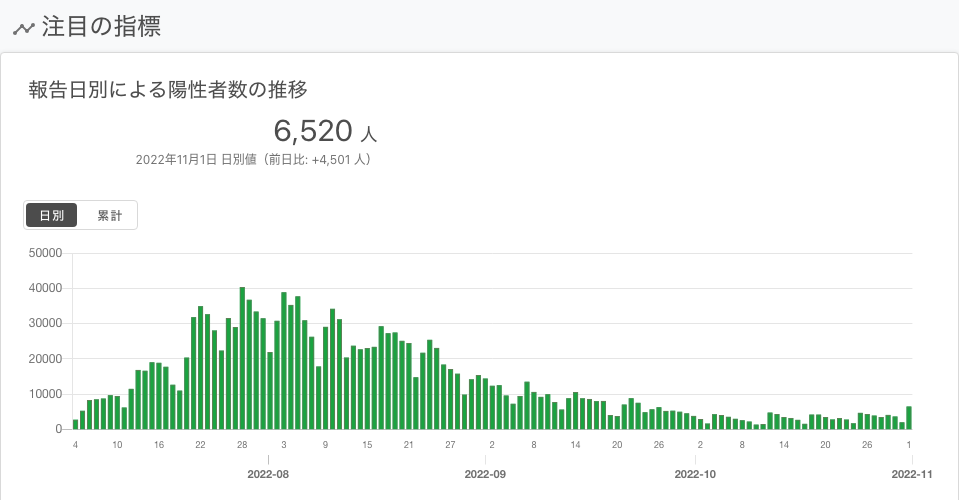 注目の指標
報告日別による陽性者数の推移
6,520 人
2022年11月1日 日別値（前日比: +4,501 人）
日別 累計
50000
40000
30000
20000
10000
0
4 10 16 22 28 3 9 15 21 27 2 8 14 20 26 2 8 14 20 26 1
2022-08 2022-09 2022-10 2022-11